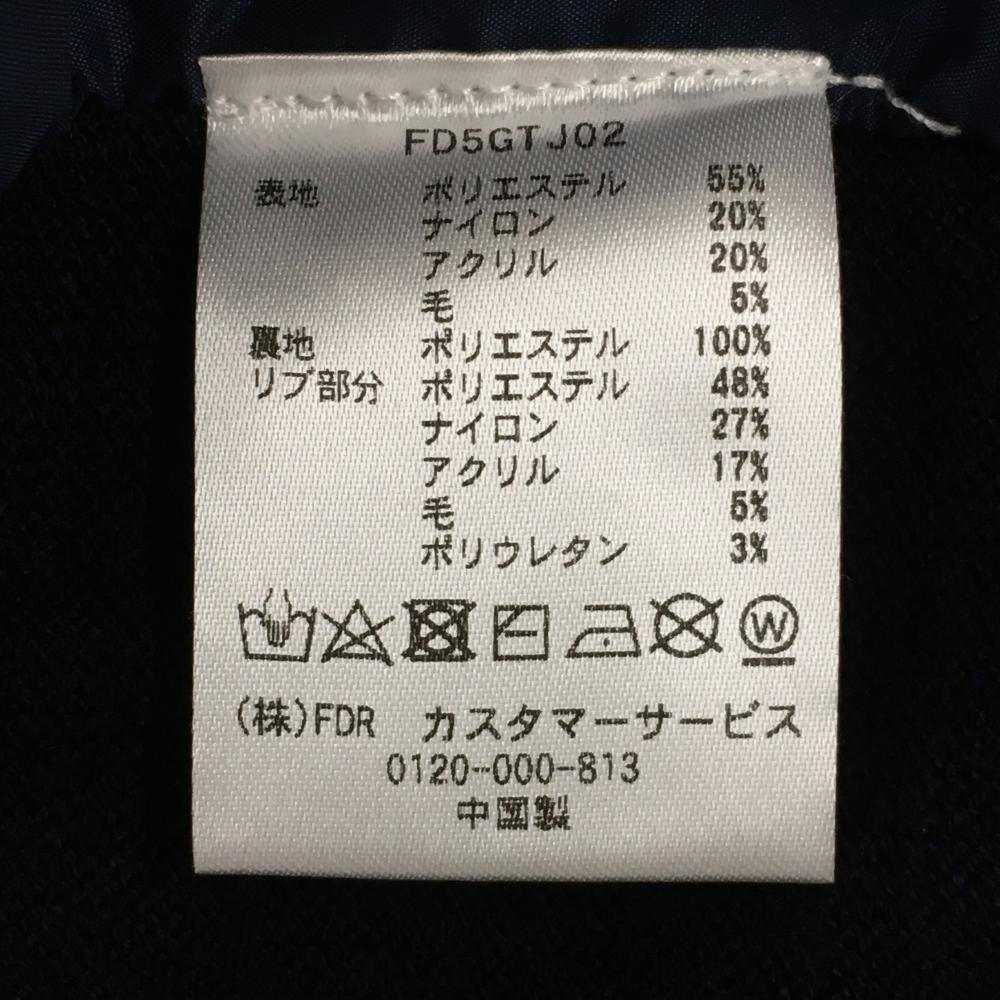 FD5GTJ02
表地 ポリエステル 55%
ナイロン 20%
アクリル 20%
毛 5%
裏地 ポリエステル 100%
リブ部分 ポリエステル 48%
ナイロン 27%
アクリル 17%
毛 5%
ポリウレタン 3%
W
(株)FDR カスタマーサービス
0120-000-813
中国製